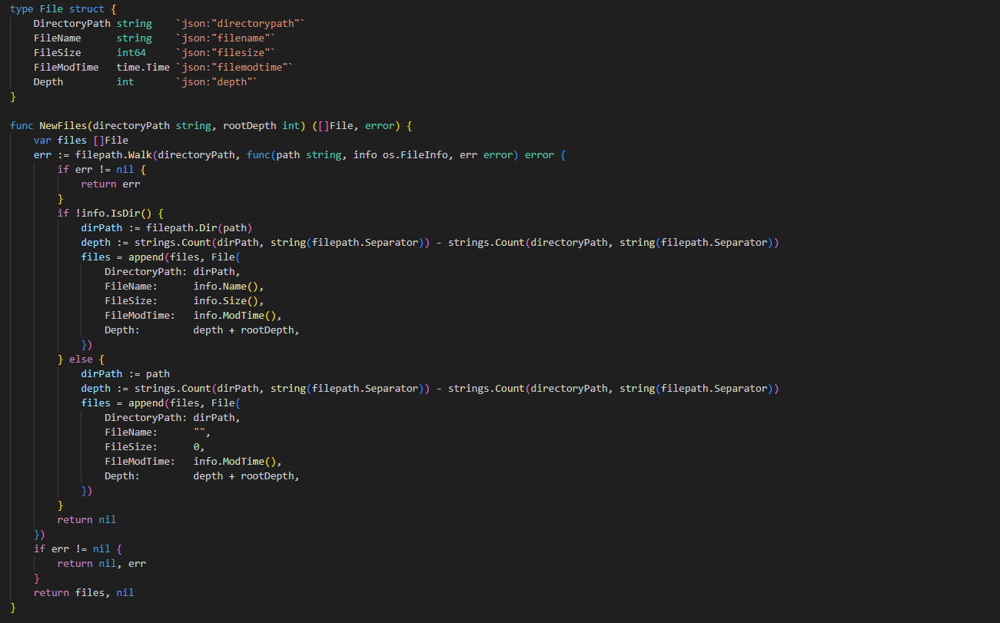 type File struct {
    DirectoryPath string    `json:"directorypath"`
    FileName      string    `json:"filename"`
    FileSize      int64     `json:"filesize"`
    FileModTime   time.Time `json:"filemodtime"`
    Depth         int       `json:"depth"`
}

func NewFiles(directoryPath string, rootDepth int) ([]File, error) {
    var files []File
    err := filepath.Walk(directoryPath, func(path string, info os.FileInfo, err error) error {
        if err != nil {
            return err
        }
        if !info.IsDir() {
            dirPath := filepath.Dir(path)
            depth := strings.Count(dirPath, string(filepath.Separator)) - strings.Count(directoryPath, string(filepath.Separator))
            files = append(files, File{
                DirectoryPath: dirPath,
                FileName:      info.Name(),
                FileSize:      info.Size(),
                FileModTime:   info.ModTime(),
                Depth:         depth + rootDepth,
            })
        } else {
            dirPath := path
            depth := strings.Count(dirPath, string(filepath.Separator)) - strings.Count(directoryPath, string(filepath.Separator))
            files = append(files, File{
                DirectoryPath: dirPath,
                FileName:      "",
                FileSize:      0,
                FileModTime:   info.ModTime(),
                Depth:         depth + rootDepth,
            })
        }
        return nil
    })
    if err != nil {
        return nil, err
    }
    return files, nil
}